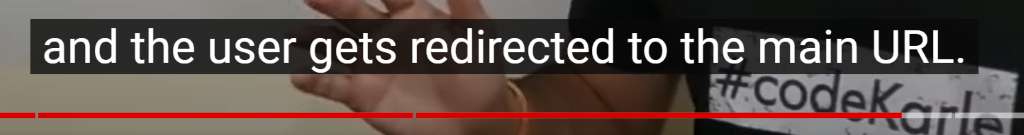 and the user gets redirected to the main URL.
#codeKarle